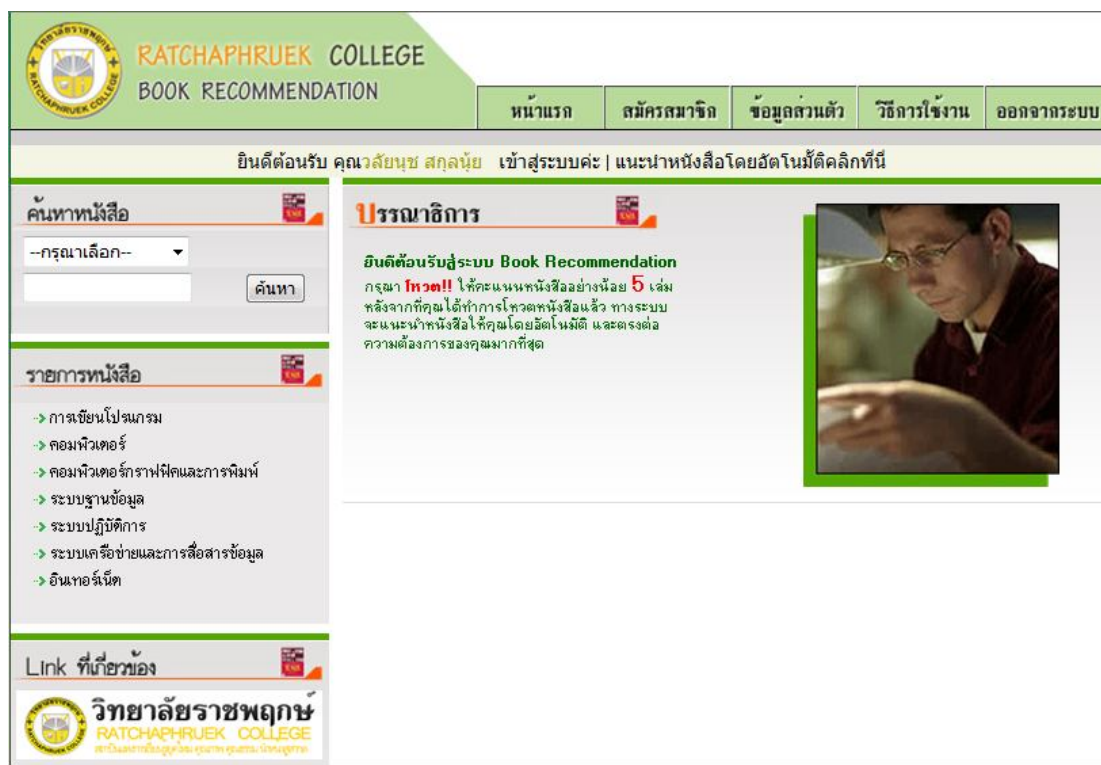 RATCHAPHRUEK COLLEGE
BOOK RECOMMENDATION
หน้าแรก สมัครสมาชิก ข้อมูลส่วนตัว วิธีการใช้งาน ออกจากระบบ
ยินดีต้อนรับ คุณวลัยนุช สกุลนุ้ย เข้าสู่ระบบค่ะ | แนะนำหนังสือโดยอัตโนมั้ติคลิกที่นี่
ค้นหาหนังสือ
--กรุณาเลือก--
ค้นหา
บรรณาธิการ
ยินดีต้อนรับสู่ระบบ Book Recommendation
กรุณา โหวต!! ให้คะแนนหนังสืออย่างน้อย 5 เล่ม
หลังจากที่คุณได้ทำการโหวตหนังสือแล้ว ทางระบบ
จะแนะนำหนังสือให้คุณโดยอัตโนมัติ และตรงต่อ
ความต้องการของคุณมากที่สุด
รายการหนังสือ
การเขียนโปรแกรม
คอมพิวเตอร์
คอมพิวเตอร์กราฟฟิคและการพิมพ์
ระบบฐานข้อมูล
ระบบปฏิบัติการ
ระบบเครือข่ายและการสื่อสารข้อมูล
อินเทอร์เน็ต
Link ที่เกี่ยวข้อง
วิทยาลัยราชพฤกษ์
RATCHAPHRUEK COLLEGE